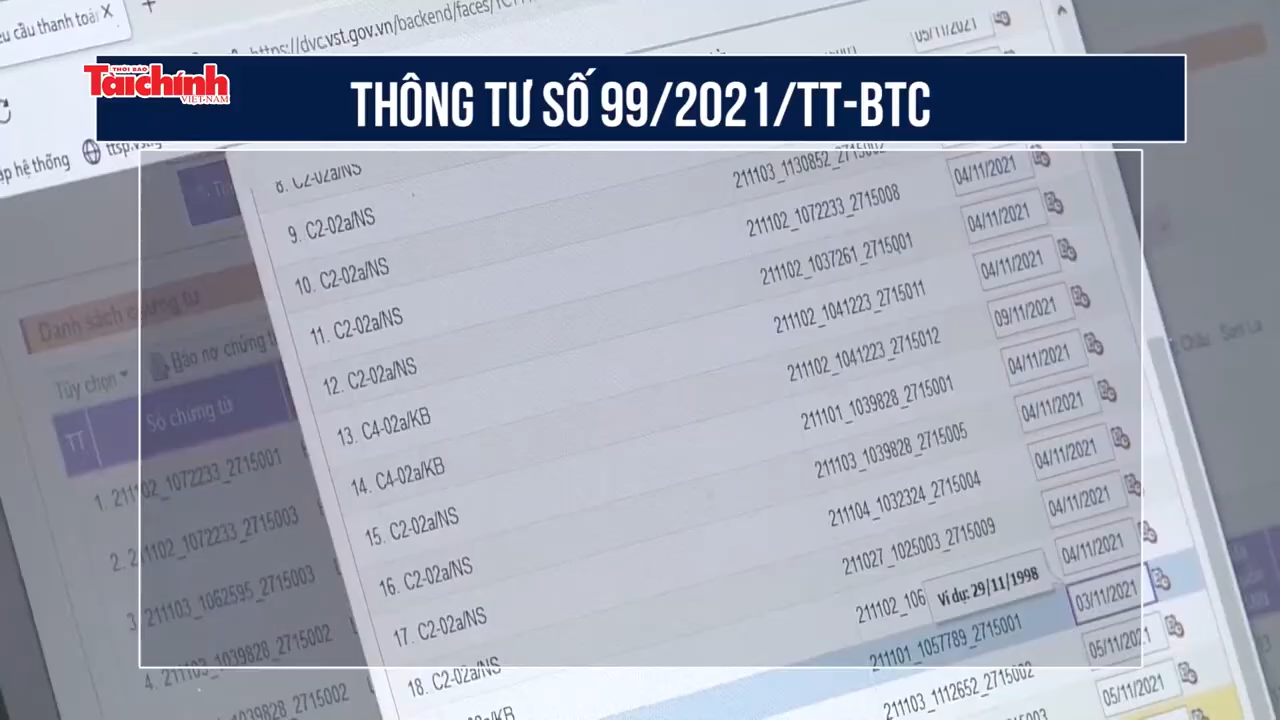 THỜI BÁO
Tàichính
VIỆT NAM
THÔNG TƯ SỐ 99/2021/TT-BTC
https://dvc.vst.gov.vn/backend/faces/
05/11/2021
8. C2-02a/NS 211103_1130852_2715002 04/11/2021
9. C2-02a/NS 211102_1072233_2715008 04/11/2021
10. C2-02a/NS 211102_1037261_2715001 04/11/2021
11. C2-02a/NS 211102_1041223_2715011 09/11/2021
12. C2-02a/NS 211102_1041223_2715012 04/11/2021
13. C4-02a/KB 211101_1039828_2715001 04/11/2021
14. C4-02a/KB 211103_1039828_2715005 04/11/2021
15. C2-02a/NS 211104_1032324_2715004 04/11/2021
16. C2-02a/NS 211027_1025003_2715009 04/11/2021
17. C2-02a/NS 211102_106 Ví dụ: 29/11/1998 03/11/2021
18. C2-02a/NS 211101_1057789_2715001 05/11/2021
211103_1112652_2715002 05/11/2021
Danh sách chứng từ
Tùy chọn Báo nợ chứng từ
TT Số chứng từ
1. 211102_1072233_2715001
2. 211102_1072233_2715003
3. 211103_1062595_2715003
4. 211103_1039828_2715002